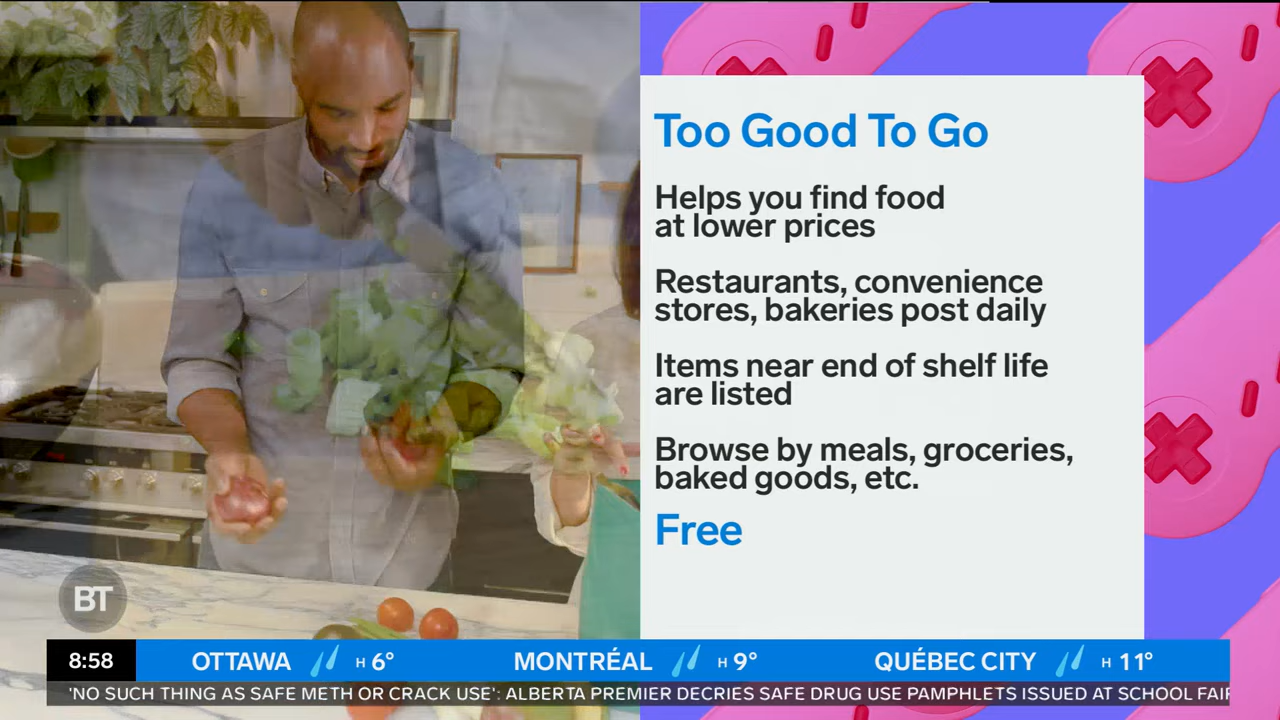 Too Good To Go
Helps you find food
at lower prices
Restaurants, convenience
stores, bakeries post daily
Items near end of shelf life
are listed
Browse by meals, groceries,
baked goods, etc.
Free
BT
8:58 OTTAWA H 6° MONTRÉAL H 9° QUÉBEC CITY H 11°
'NO SUCH THING AS SAFE METH OR CRACK USE': ALBERTA PREMIER DECRIES SAFE DRUG USE PAMPHLETS ISSUED AT SCHOOL FAIR